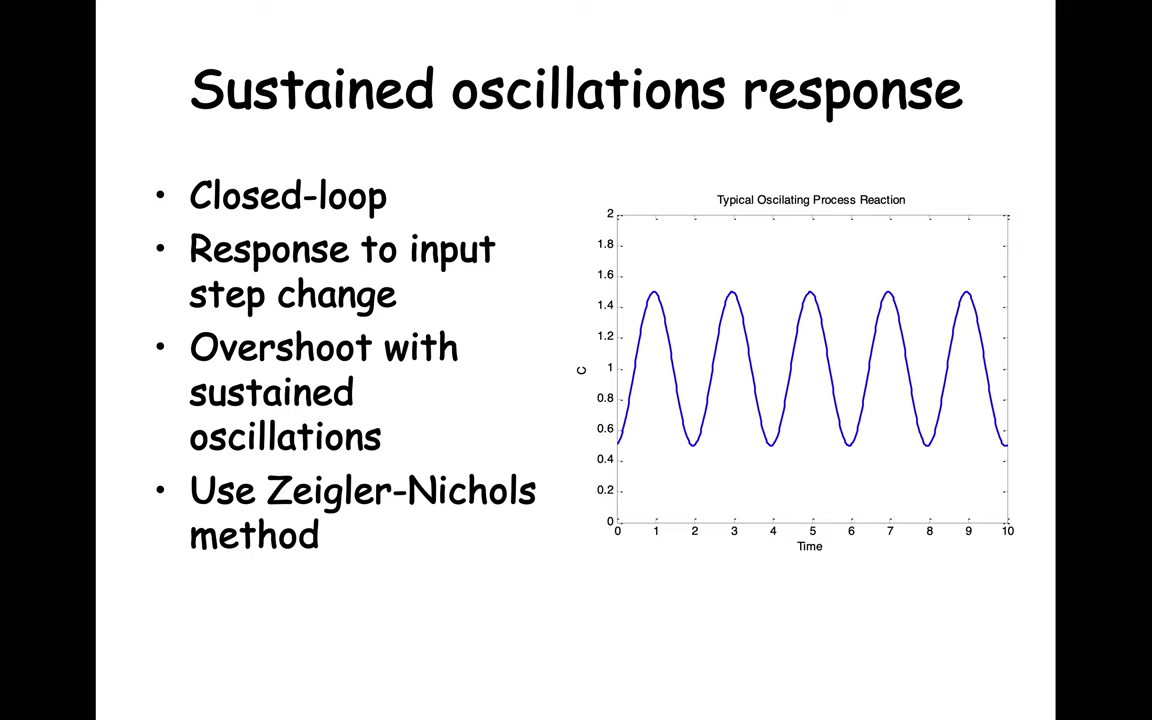 Sustained oscillations response
• Closed-loop
• Response to input
step change
• Overshoot with
sustained
oscillations
• Use Zeigler-Nichols
method
Typical Oscilating Process Reaction
2
1.8
1.6
1.4
1.2
1
0.8
0.6
0.4
0.2
0
C
0 1 2 3 4 5 6 7 8 9 10
Time